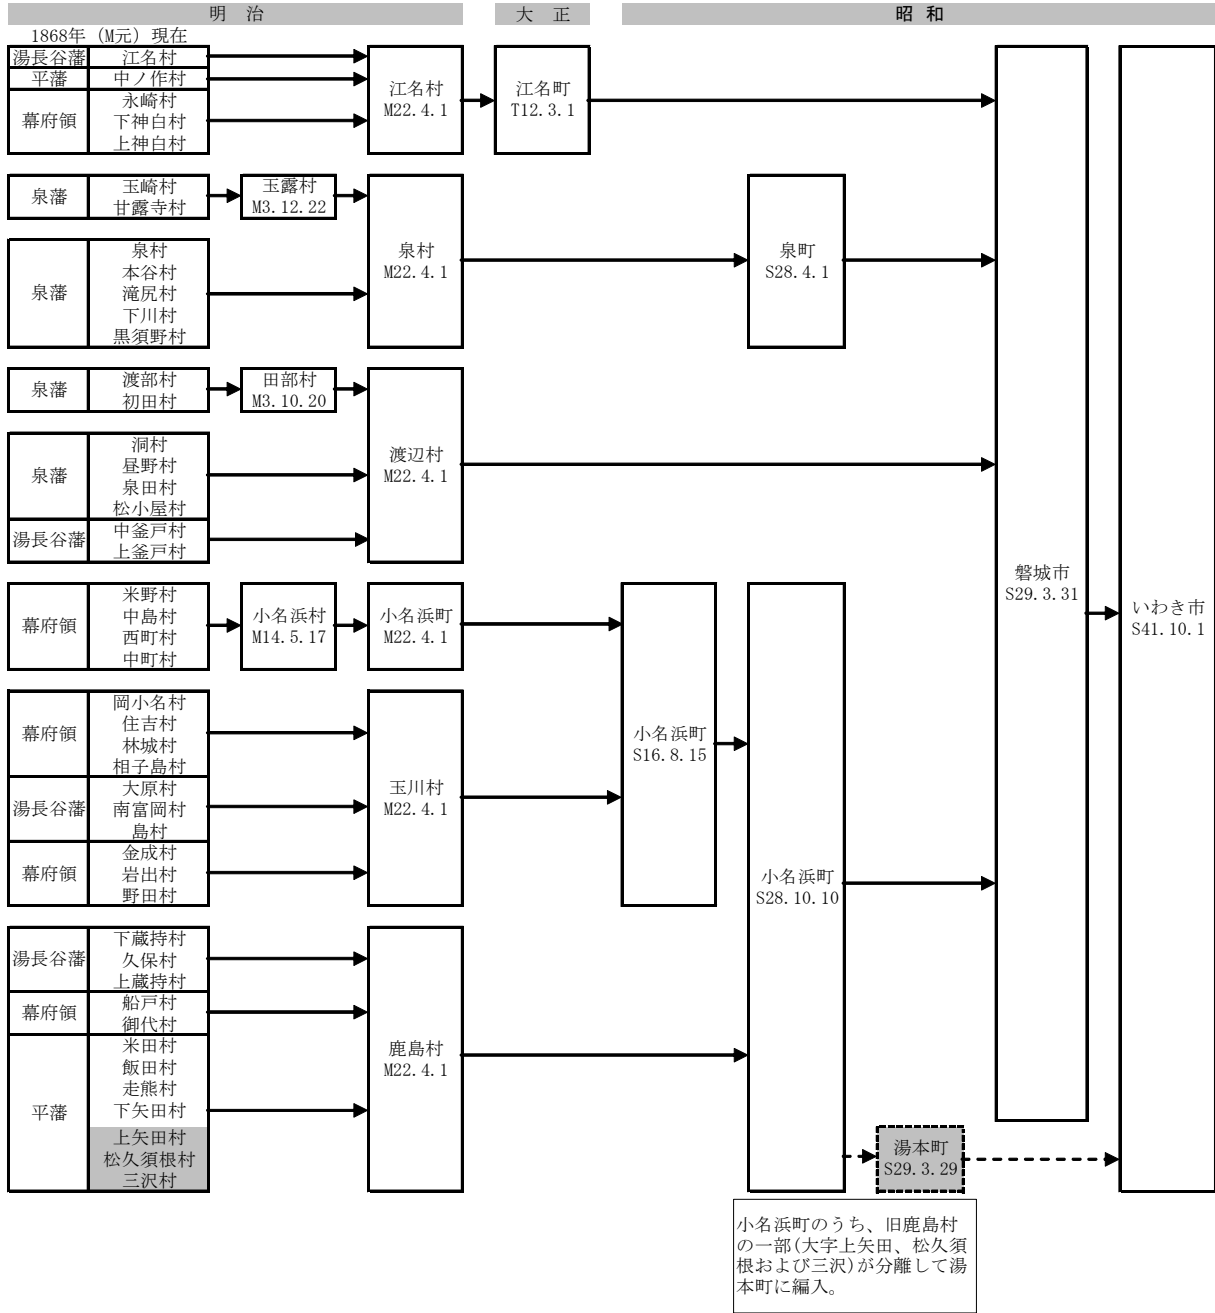 明　治
大　正
昭 和
1868年 (M元) 現在
湯長谷藩
江名村
平藩
中ノ作村
幕府領
永崎村
下神白村
上神白村
江名村
M22.4.1
江名町
T12.3.1
泉藩
玉崎村
甘露寺村
玉露村
M3.12.22
泉藩
泉村
本谷村
滝尻村
下川村
黒須野村
泉村
M22.4.1
泉町
S28.4.1
泉藩
渡部村
初田村
田部村
M3.10.20
泉藩
洞村
昼野村
泉田村
松小屋村
湯長谷藩
中釜戸村
上釜戸村
渡辺村
M22.4.1
幕府領
米野村
中島村
西町村
中町村
小名浜村
M14.5.17
小名浜町
M22.4.1
幕府領
岡小名村
住吉村
林城村
相子島村
湯長谷藩
大原村
南富岡村
島村
幕府領
金成村
岩出村
野田村
玉川村
M22.4.1
小名浜町
S16.8.15
湯長谷藩
下蔵持村
久保村
上蔵持村
幕府領
船戸村
御代村
平藩
米田村
飯田村
走熊村
下矢田村
上矢田村
松久須根村
三沢村
鹿島村
M22.4.1
小名浜町
S28.10.10
湯本町
S29.3.29
磐城市
S29.3.31
いわき市
S41.10.1
小名浜町のうち、旧鹿島村
の一部(大字上矢田、松久須
根および三沢)が分離して湯
本町に編入。